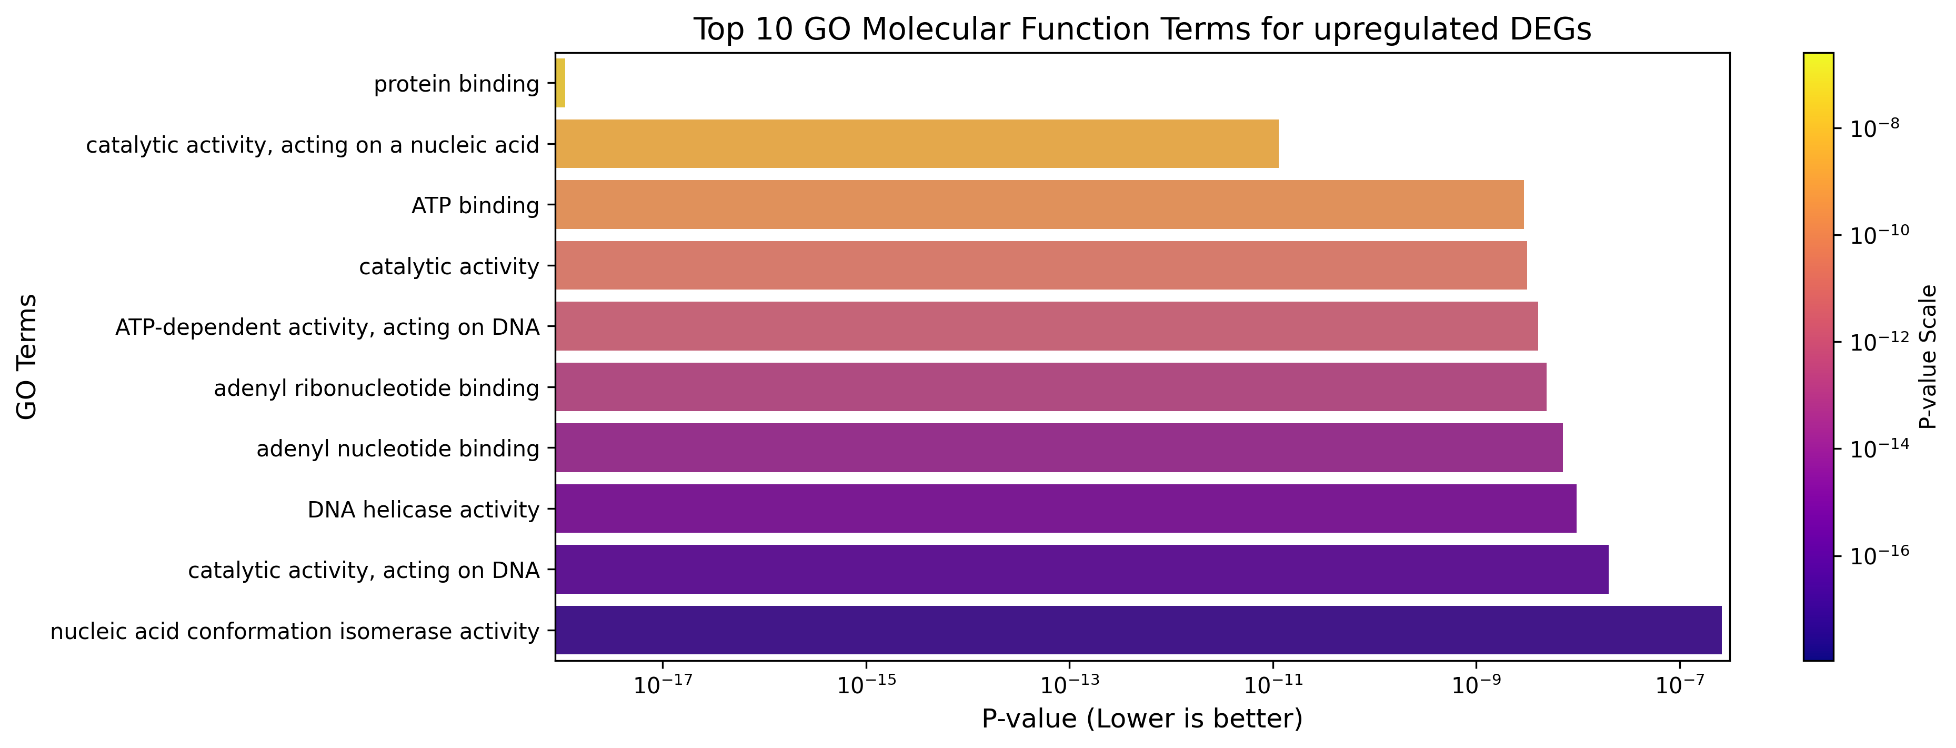 Top 10 GO Molecular Function Terms for upregulated DEGs
GO Terms
protein binding
catalytic activity, acting on a nucleic acid
ATP binding
catalytic activity
ATP-dependent activity, acting on DNA
adenyl ribonucleotide binding
adenyl nucleotide binding
DNA helicase activity
catalytic activity, acting on DNA
nucleic acid conformation isomerase activity
10⁻¹⁷ 10⁻¹⁵ 10⁻¹³ 10⁻¹¹ 10⁻⁹ 10⁻⁷
P-value (Lower is better)
10⁻⁸
10⁻¹⁰
10⁻¹²
10⁻¹⁴
10⁻¹⁶
P-value Scale